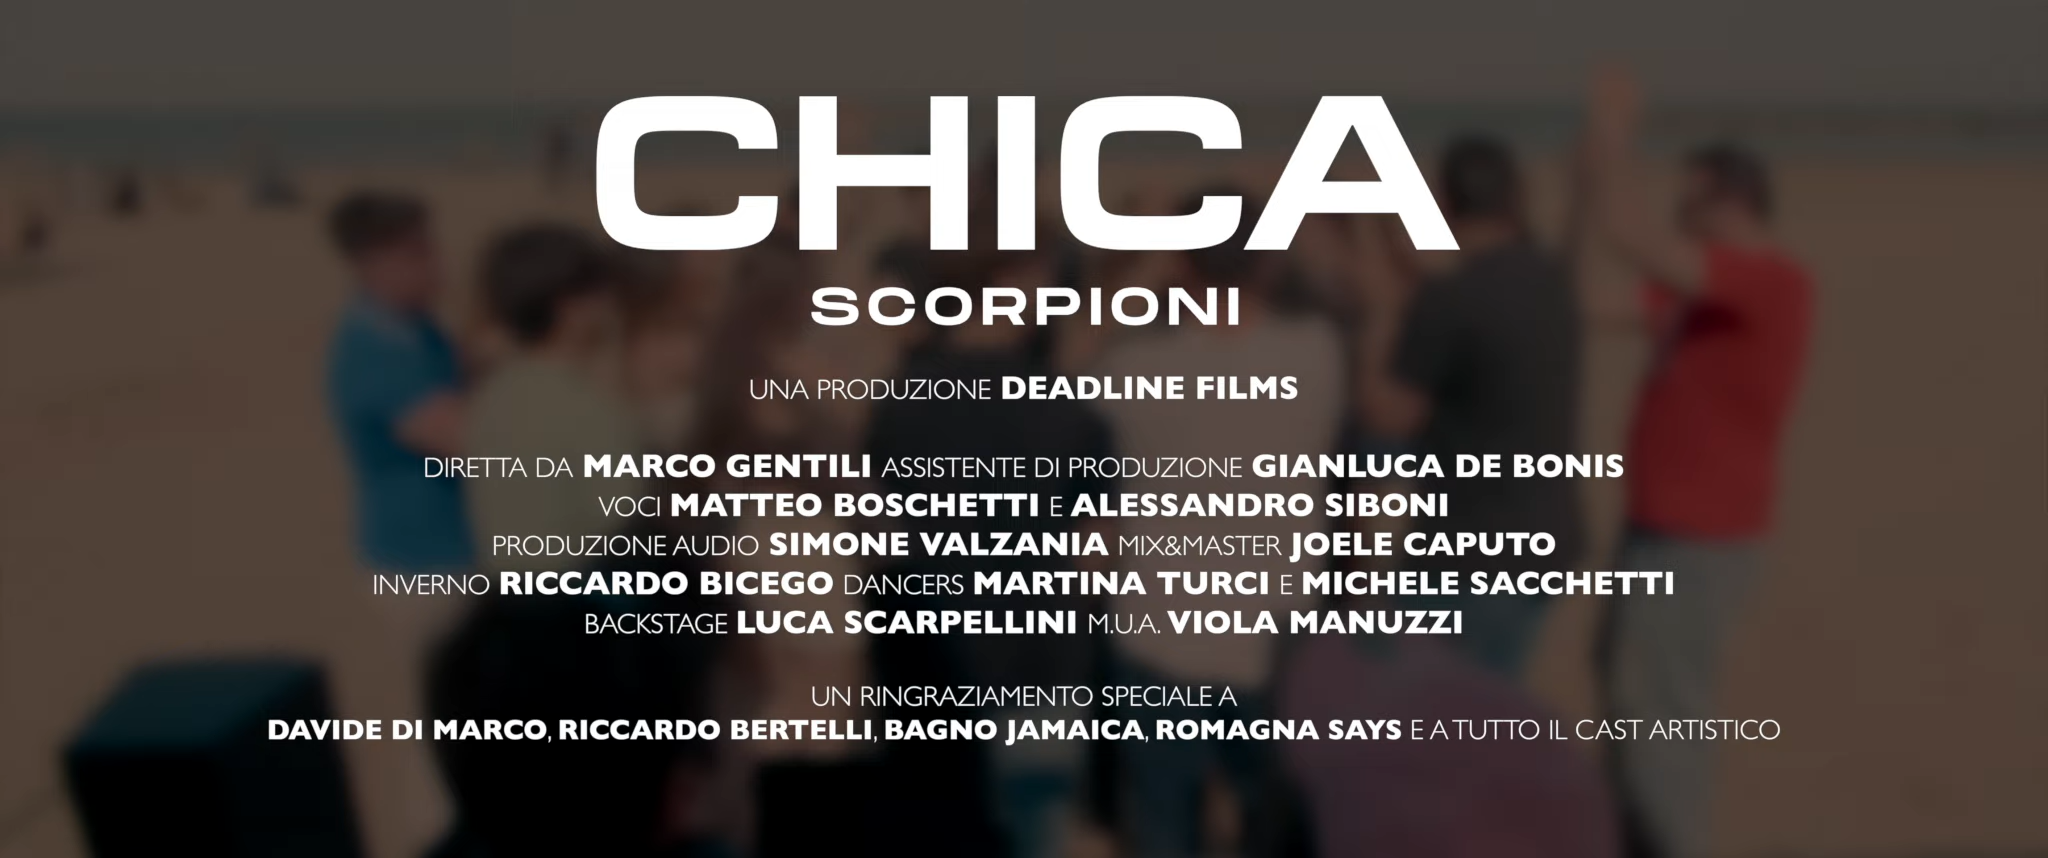 CHICA
SCORPIONI
UNA PRODUZIONE DEADLINE FILMS
DIRETTA DA MARCO GENTILI ASSISTENTE DI PRODUZIONE GIANLUCA DE BONIS
VOCI MATTEO BOSCHETTI E ALESSANDRO SIBONI
PRODUZIONE AUDIO SIMONE VALZANIA MIX&MASTER JOELE CAPUTO
INVERNO RICCARDO BICEGO DANCERS MARTINA TURCI E MICHELE SACCHETTI
BACKSTAGE LUCA SCARPELLINI M.U.A. VIOLA MANUZZI
UN RINGRAZIAMENTO SPECIALE A
DAVIDE DI MARCO, RICCARDO BERTELLI, BAGNO JAMAICA, ROMAGNA SAYS E A TUTTO IL CAST ARTISTICO